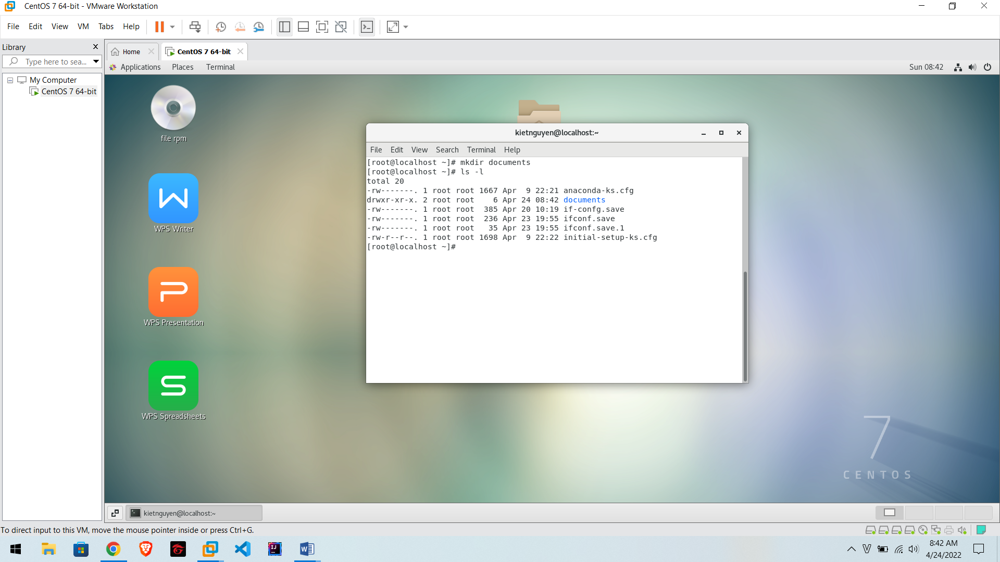 CentOS 7 64-bit - VMware Workstation
File Edit View VM Tabs Help
Library
Type here to sea...
My Computer
CentOS 7 64-bit
Home
CentOS 7 64-bit
Applications Places Terminal
Sun 08:42
file rpm
WPS Writer
WPS Presentation
WPS Spreadsheets
kietnguyen@localhost:~
File Edit View Search Terminal Help
[root@localhost ~]# mkdir documents
[root@localhost ~]# ls -l
total 20
-rw-------. 1 root root 1667 Apr  9 22:21 anaconda-ks.cfg
drwxr-xr-x. 2 root root    6 Apr 24 08:42 documents
-rw-------. 1 root root  385 Apr 20 10:19 if-confg.save
-rw-------. 1 root root  236 Apr 23 19:55 ifconf.save
-rw-------. 1 root root   35 Apr 23 19:55 ifconf.save.1
-rw-r--r--. 1 root root 1698 Apr  9 22:22 initial-setup-ks.cfg
[root@localhost ~]#
7
CENTOS
kietnguyen@localhost:~
To direct input to this VM, move the mouse pointer inside or press Ctrl+G.
8:42 AM
4/24/2022